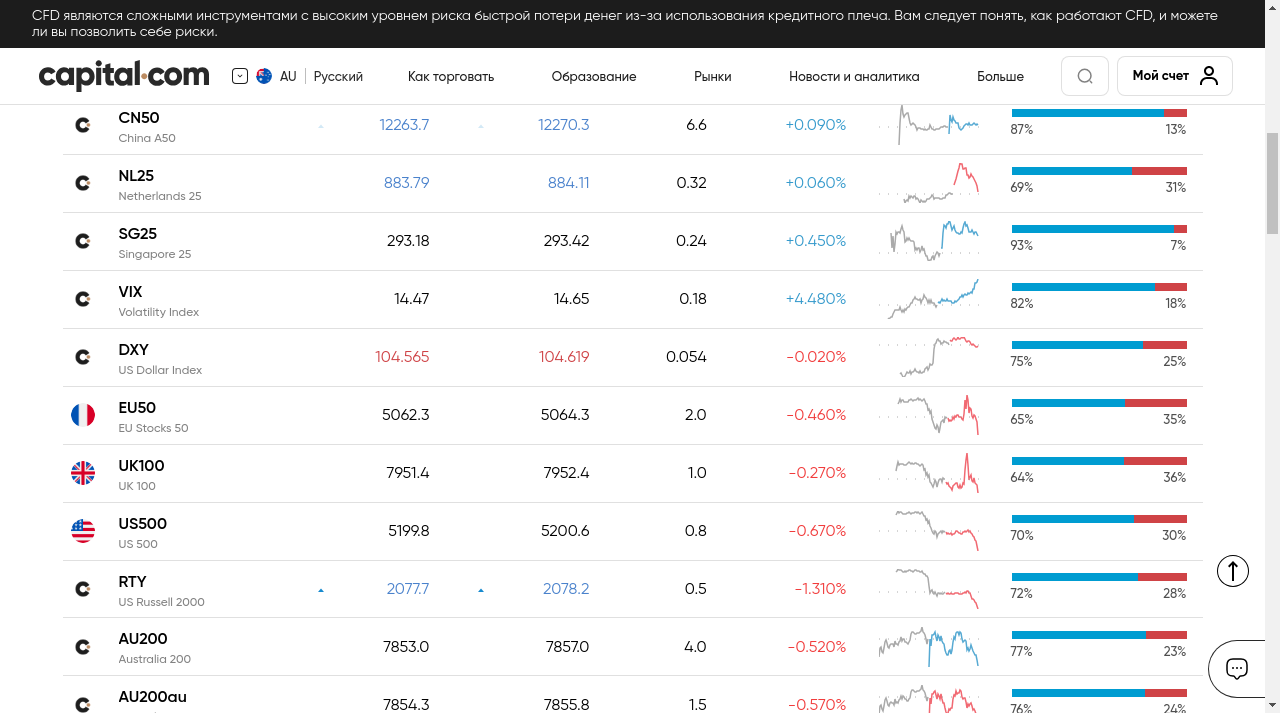 CFD являются сложными инструментами с высоким уровнем риска быстрой потери денег из-за использования кредитного плеча. Вам следует понять, как работают CFD, и можете
ли вы позволить себе риски.
capital.com AU Русский Как торговать Образование Рынки Новости и аналитика Больше Мой счет
CN50 12263.7 12270.3 6.6 +0.090%
China A50 87% 13%
NL25 883.79 884.11 0.32 +0.060%
Netherlands 25 69% 31%
SG25 293.18 293.42 0.24 +0.450%
Singapore 25 93% 7%
VIX 14.47 14.65 0.18 +4.480%
Volatility Index 82% 18%
DXY 104.565 104.619 0.054 -0.020%
US Dollar Index 75% 25%
EU50 5062.3 5064.3 2.0 -0.460%
EU Stocks 50 65% 35%
UK100 7951.4 7952.4 1.0 -0.270%
UK 100 64% 36%
US500 5199.8 5200.6 0.8 -0.670%
US 500 70% 30%
RTY 2077.7 2078.2 0.5 -1.310%
US Russell 2000 72% 28%
AU200 7853.0 7857.0 4.0 -0.520%
Australia 200 77% 23%
AU200au 7854.3 7855.8 1.5 -0.570%
76% 24%